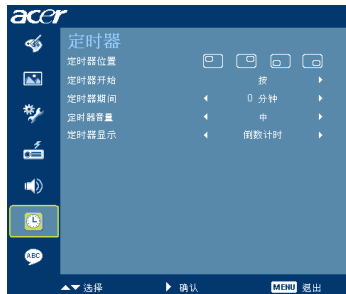 acer
定时器
定时器位置
定时器开始 按
定时器期间 0 分钟
定时器音量 中
定时器显示 倒数计时
ABC
选择 确认 MENU 退出